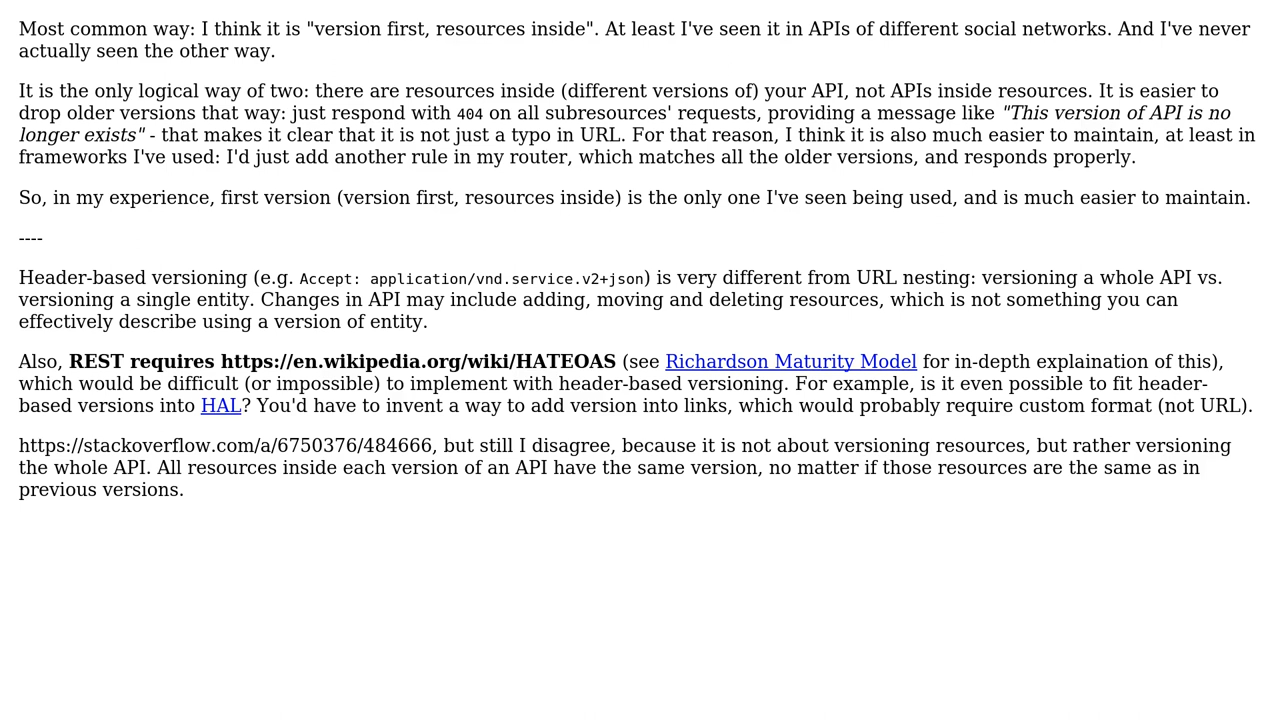 Most common way: I think it is "version first, resources inside". At least I've seen it in APIs of different social networks. And I've never
actually seen the other way.
It is the only logical way of two: there are resources inside (different versions of) your API, not APIs inside resources. It is easier to
drop older versions that way: just respond with 404 on all subresources' requests, providing a message like "This version of API is no
longer exists" - that makes it clear that it is not just a typo in URL. For that reason, I think it is also much easier to maintain, at least in
frameworks I've used: I'd just add another rule in my router, which matches all the older versions, and responds properly.
So, in my experience, first version (version first, resources inside) is the only one I've seen being used, and is much easier to maintain.
----
Header-based versioning (e.g. Accept: application/vnd.service.v2+json) is very different from URL nesting: versioning a whole API vs.
versioning a single entity. Changes in API may include adding, moving and deleting resources, which is not something you can
effectively describe using a version of entity.
Also, REST requires https://en.wikipedia.org/wiki/HATEOAS (see Richardson Maturity Model for in-depth explaination of this),
which would be difficult (or impossible) to implement with header-based versioning. For example, is it even possible to fit header-
based versions into HAL? You'd have to invent a way to add version into links, which would probably require custom format (not URL).
https://stackoverflow.com/a/6750376/484666, but still I disagree, because it is not about versioning resources, but rather versioning
the whole API. All resources inside each version of an API have the same version, no matter if those resources are the same as in
previous versions.